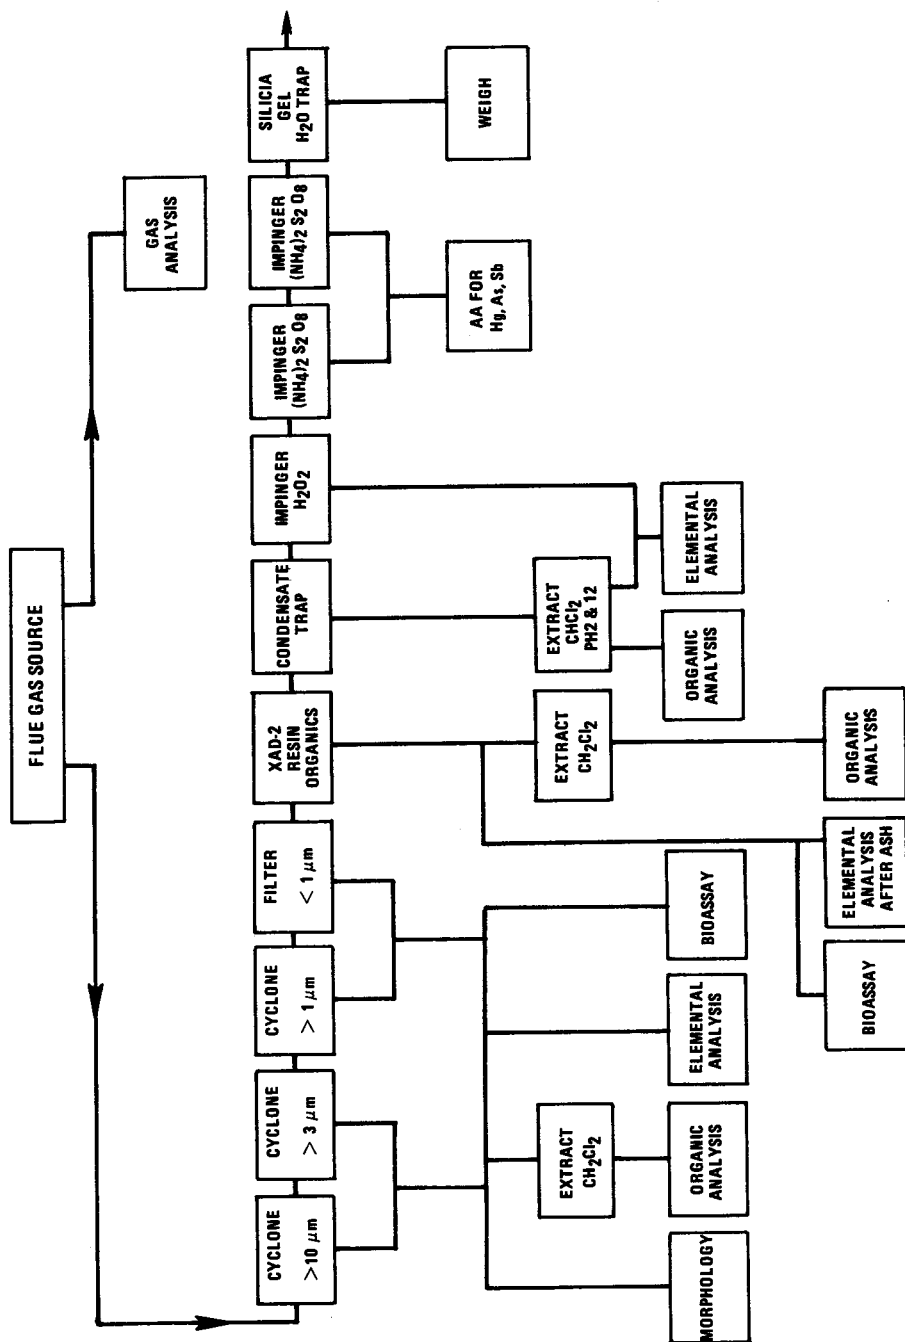 FLUE GAS SOURCE
GAS
ANALYSIS
CYCLONE
> 10 µm
CYCLONE
> 3 µm
CYCLONE
> 1 µm
FILTER
< 1 µm
XAD-2
RESIN
ORGANICS
CONDENSATE
TRAP
IMPINGER
H2O2
IMPINGER
(NH4)2 S2 O8
IMPINGER
(NH4)2 S2 O8
SILICIA
GEL
H2O TRAP
WEIGH
AA FOR
Hg, As, Sb
EXTRACT
CH2Cl2
EXTRACT
CH2Cl2
EXTRACT
CHCl2
PH2 & 12
MORPHOLOGY
ORGANIC
ANALYSIS
ELEMENTAL
ANALYSIS
BIOASSAY
ORGANIC
ANALYSIS
ELEMENTAL
ANALYSIS
BIOASSAY
ELEMENTAL
ANALYSIS
AFTER ASH
ORGANIC
ANALYSIS